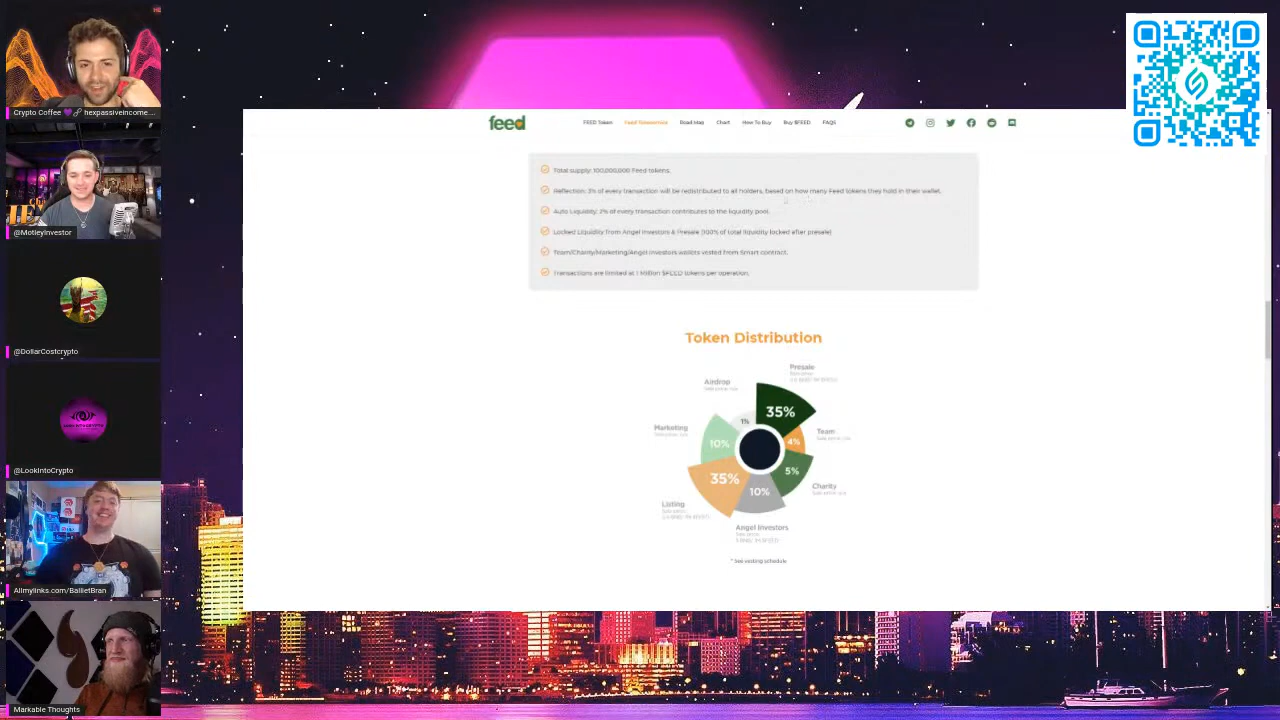 Crypto Coffee 💜🔗 hexpassiveincome....
@MotleyInvestor
@DollarCostcrypto
@LookIntoCrypto
Allmylinks.com/BallietBran
Markable Thoughts
feed
FEED Token
Feed Tokenomics
Road Map
Chart
How To Buy
Buy $FEED
FAQs
Total supply: 100,000,000 Feed tokens.
Reflection: 2% of every transaction will be redistributed to all holders, based on how many Feed tokens they hold in their wallet.
Auto Liquidity: 2% of every transaction contributes to the liquidity pool.
Locked Liquidity from Angel Investors & Presale (100% of total liquidity locked after presale)
Team/Charity/Marketing/Angel Investors wallets vested from Smart contract.
Transactions are limited at 1 Million $FEED tokens per operation.
Token Distribution
Presale
35%
Airdrop
1%
Marketing
10%
Team
4%
Charity
5%
Listing
35%
Angel Investors
10%
* See vesting schedule